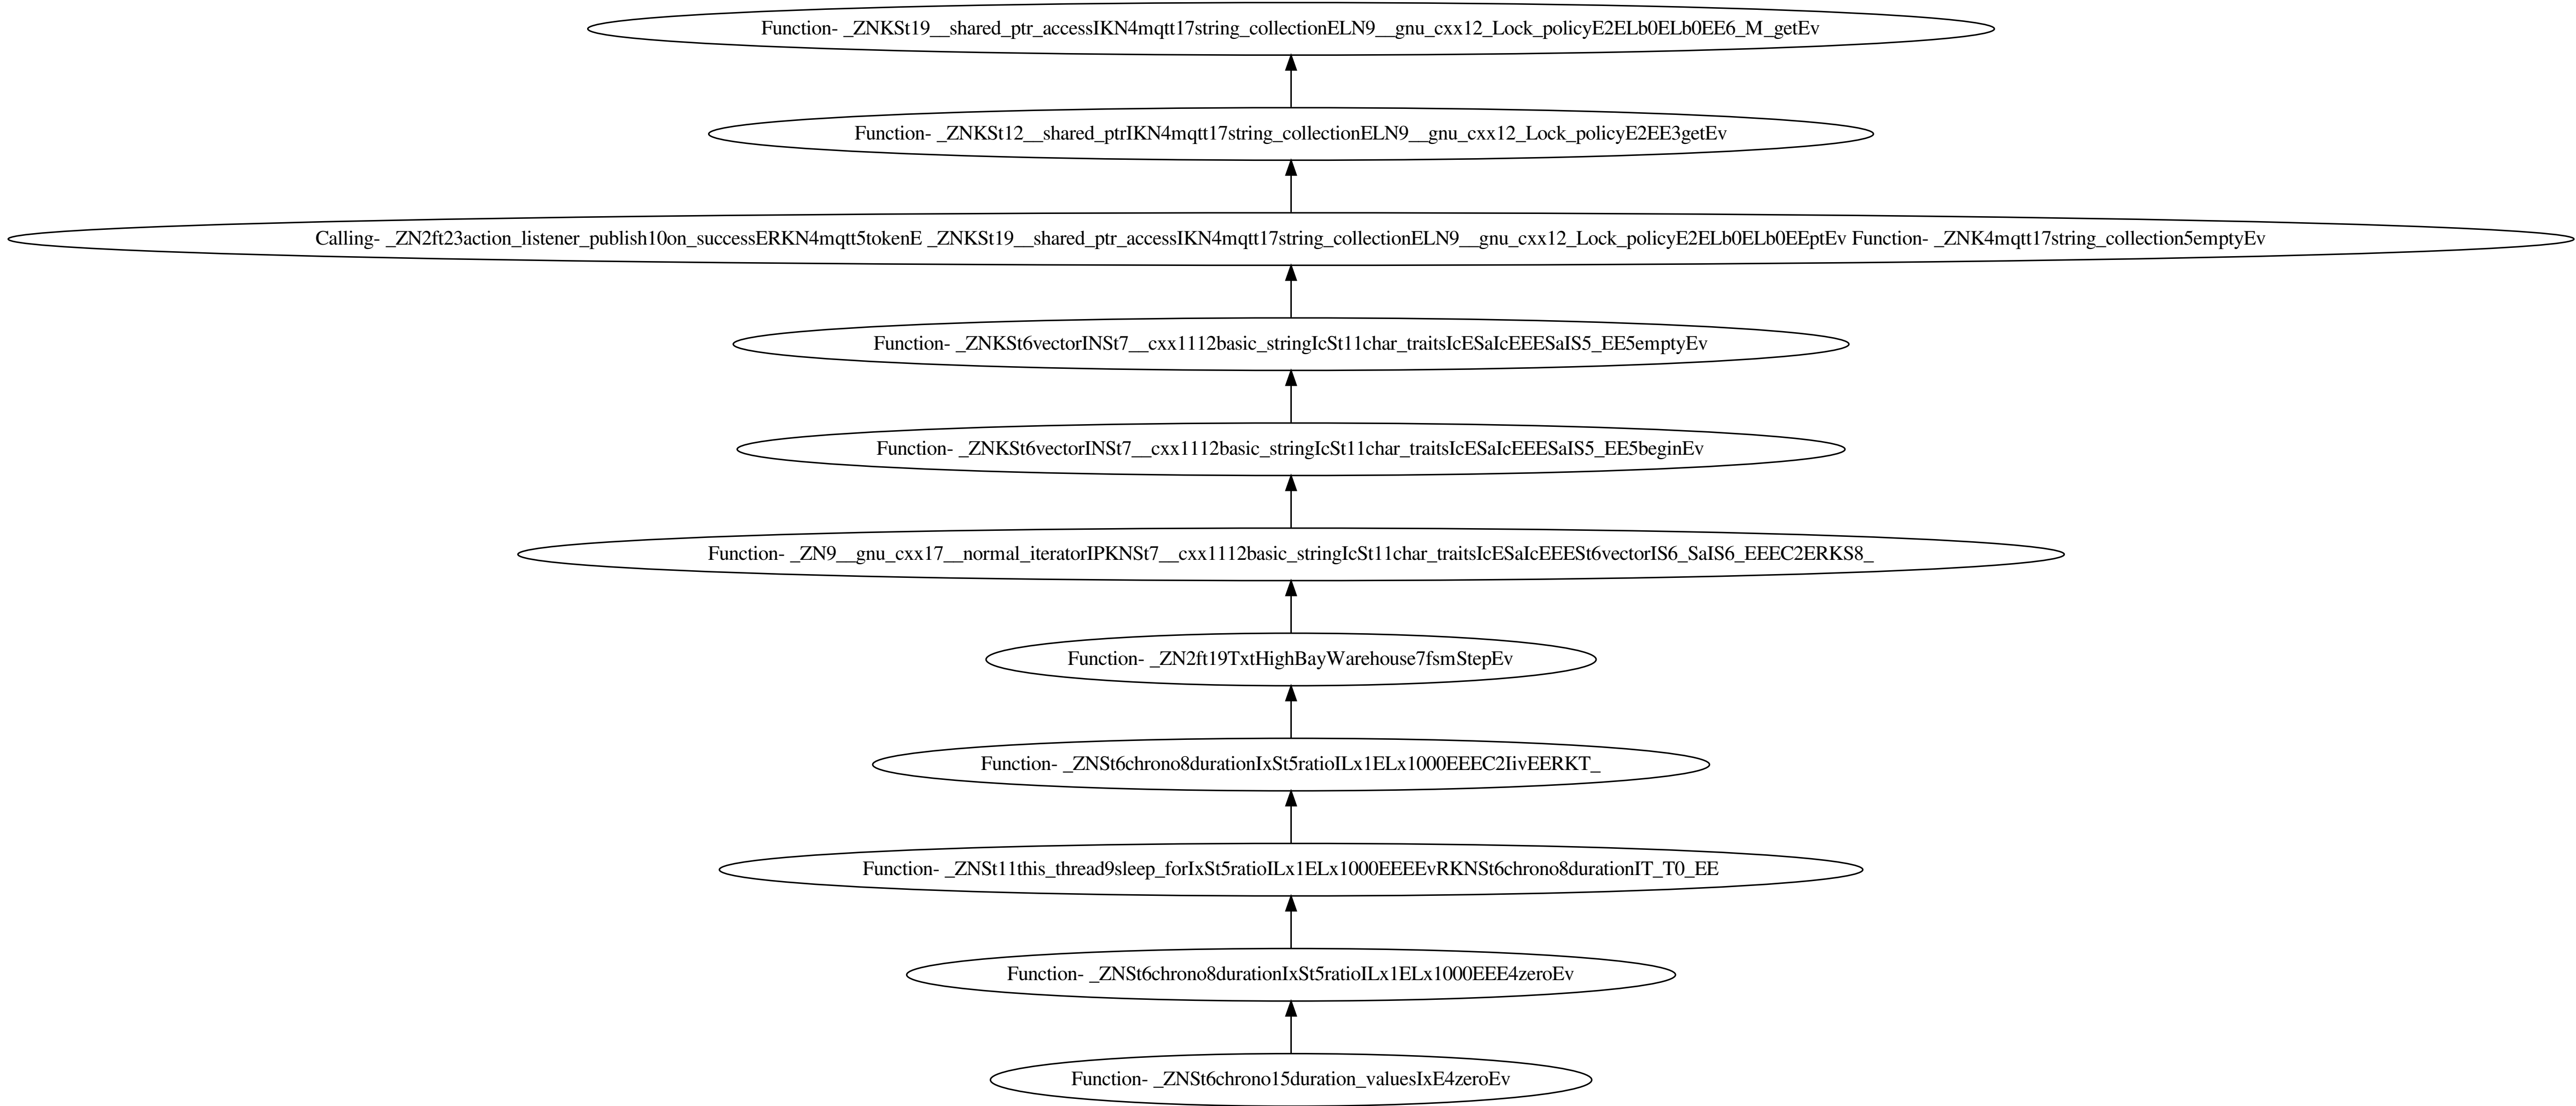 Function- _ZNKSt19__shared_ptr_accessIKN4mqtt17string_collectionELN9__gnu_cxx12_Lock_policyE2ELb0ELb0EE6_M_getEv
Function- _ZNKSt12__shared_ptrIKN4mqtt17string_collectionELN9__gnu_cxx12_Lock_policyE2EE3getEv
Calling- _ZN2ft23action_listener_publish10on_successERKN4mqtt5tokenE _ZNKSt19__shared_ptr_accessIKN4mqtt17string_collectionELN9__gnu_cxx12_Lock_policyE2ELb0ELb0EEptEv Function- _ZNK4mqtt17string_collection5emptyEv
Function- _ZNKSt6vectorINSt7__cxx1112basic_stringIcSt11char_traitsIcESaIcEEESaIS5_EE5emptyEv
Function- _ZNKSt6vectorINSt7__cxx1112basic_stringIcSt11char_traitsIcESaIcEEESaIS5_EE5beginEv
Function- _ZN9__gnu_cxx17__normal_iteratorIPKNSt7__cxx1112basic_stringIcSt11char_traitsIcESaIcEEESt6vectorIS6_SaIS6_EEEC2ERKS8_
Function- _ZN2ft19TxtHighBayWarehouse7fsmStepEv
Function- _ZNSt6chrono8durationIxSt5ratioILx1ELx1000EEEC2IivEERKT_
Function- _ZNSt11this_thread9sleep_forIxSt5ratioILx1ELx1000EEEEvRKNSt6chrono8durationIT_T0_EE
Function- _ZNSt6chrono8durationIxSt5ratioILx1ELx1000EEE4zeroEv
Function- _ZNSt6chrono15duration_valuesIxE4zeroEv